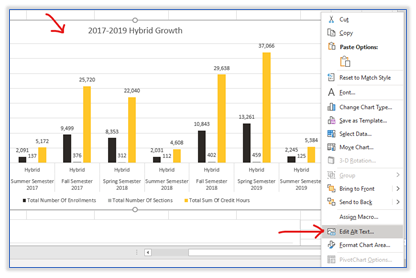 2017-2019 Hybrid Growth
37,066
29,638
25,720
22,040
13,261
10,843
9,499
8,353
5,172
5,384
4,608
2,091
137
376
312
2,031
112
402
459
2,245
125
Hybrid Hybrid Hybrid Hybrid Hybrid Hybrid Hybrid
Summer Semester Fall Semester Spring Semester Summer Semester Fall Semester Spring Semester Summer Semester
2017 2017 2018 2018 2018 2019 2019
Total Number Of Enrollments Total Number Of Sections Total Sum Of Credit Hours
Cut
Copy
Paste Options:
Reset to Match Style
Font...
Change Chart Type...
Save as Template...
Select Data...
Move Chart...
3-D Rotation...
Group
Bring to Front
Send to Back
Assign Macro...
Edit Alt Text...
Format Chart Area...
PivotChart Options...